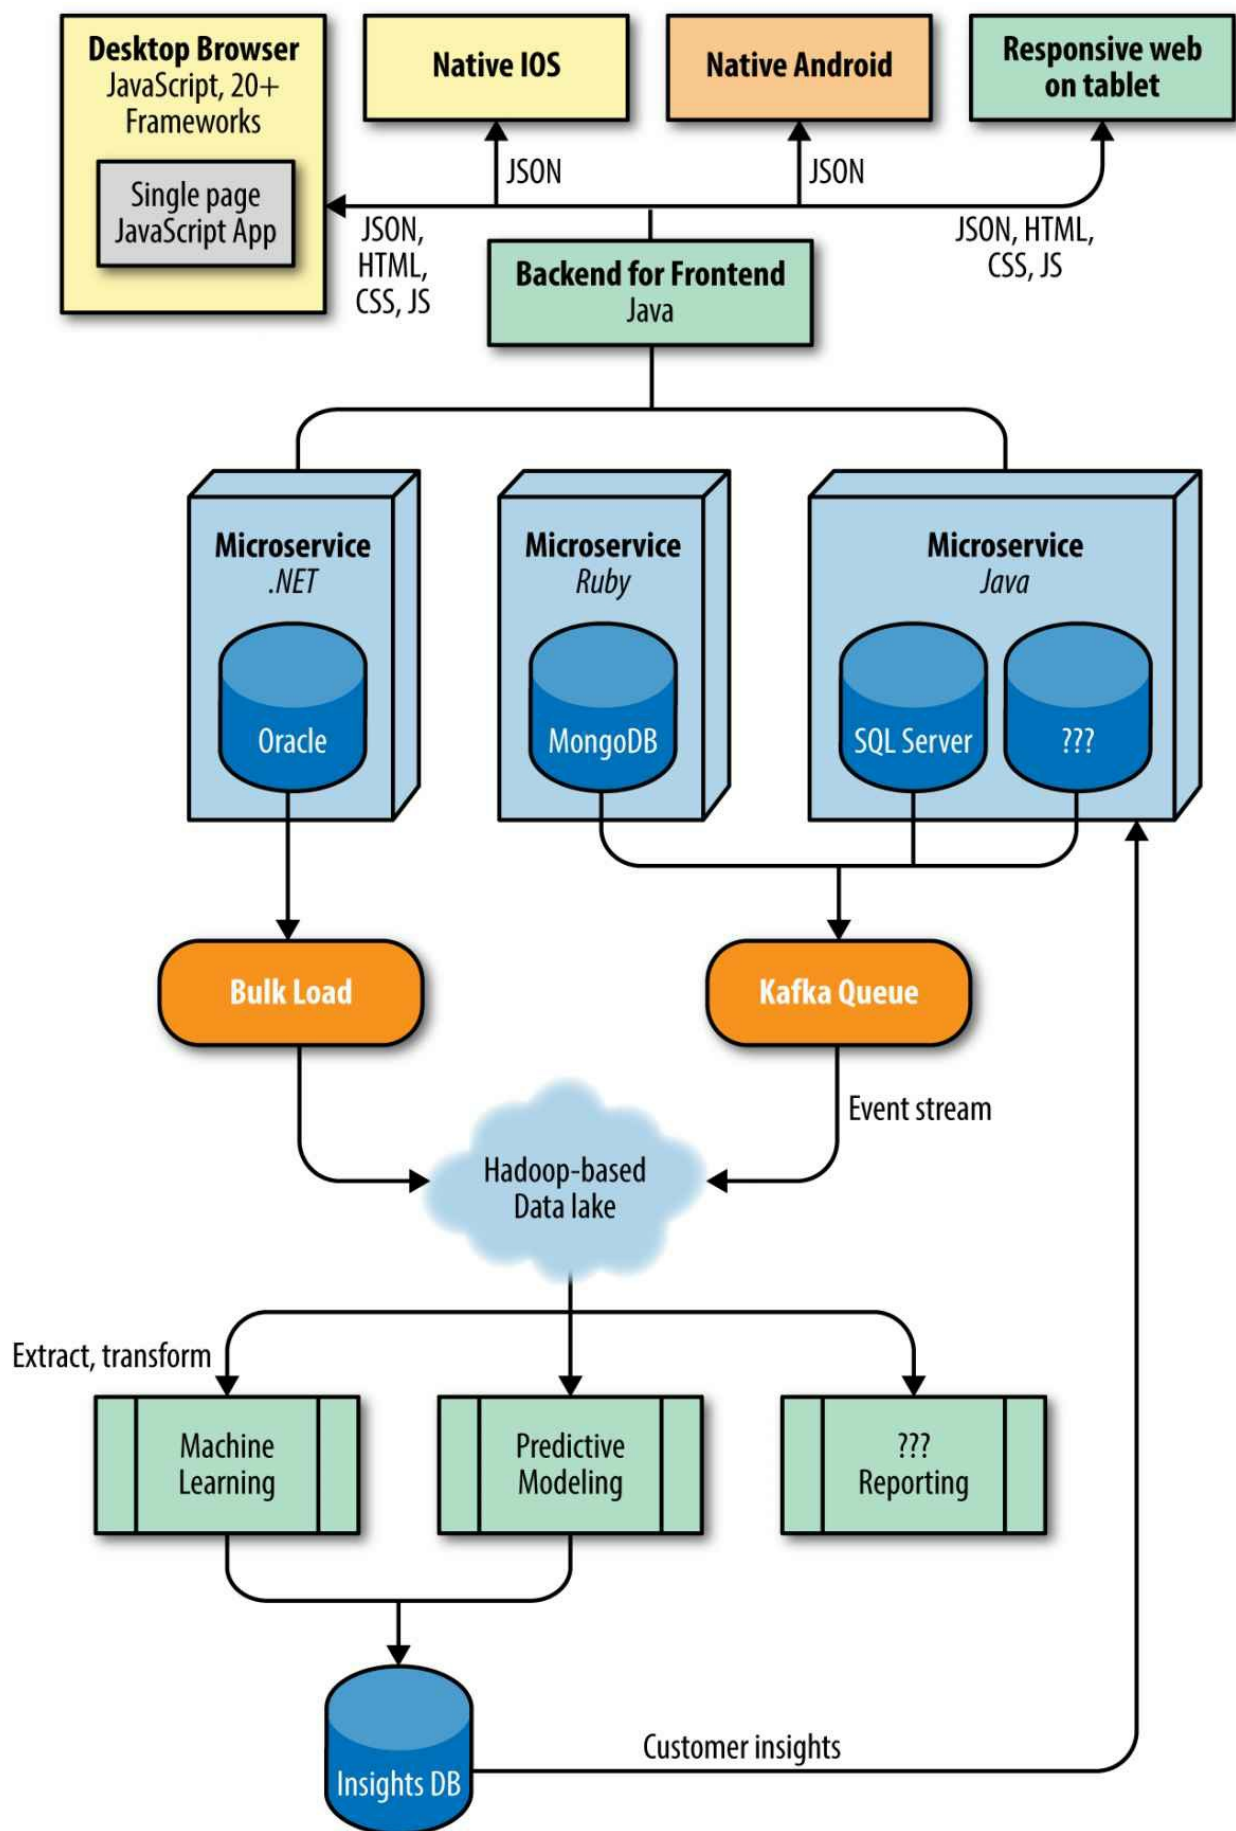 Desktop Browser
JavaScript, 20+
Frameworks
Single page
JavaScript App
Native IOS
Native Android
Responsive web
on tablet
JSON
JSON
JSON,
HTML,
CSS, JS
JSON, HTML,
CSS, JS
Backend for Frontend
Java
Microservice
.NET
Oracle
Microservice
Ruby
MongoDB
Microservice
Java
SQL Server
???
Bulk Load
Kafka Queue
Event stream
Hadoop-based
Data lake
Extract, transform
Machine
Learning
Predictive
Modeling
???
Reporting
Customer insights
Insights DB